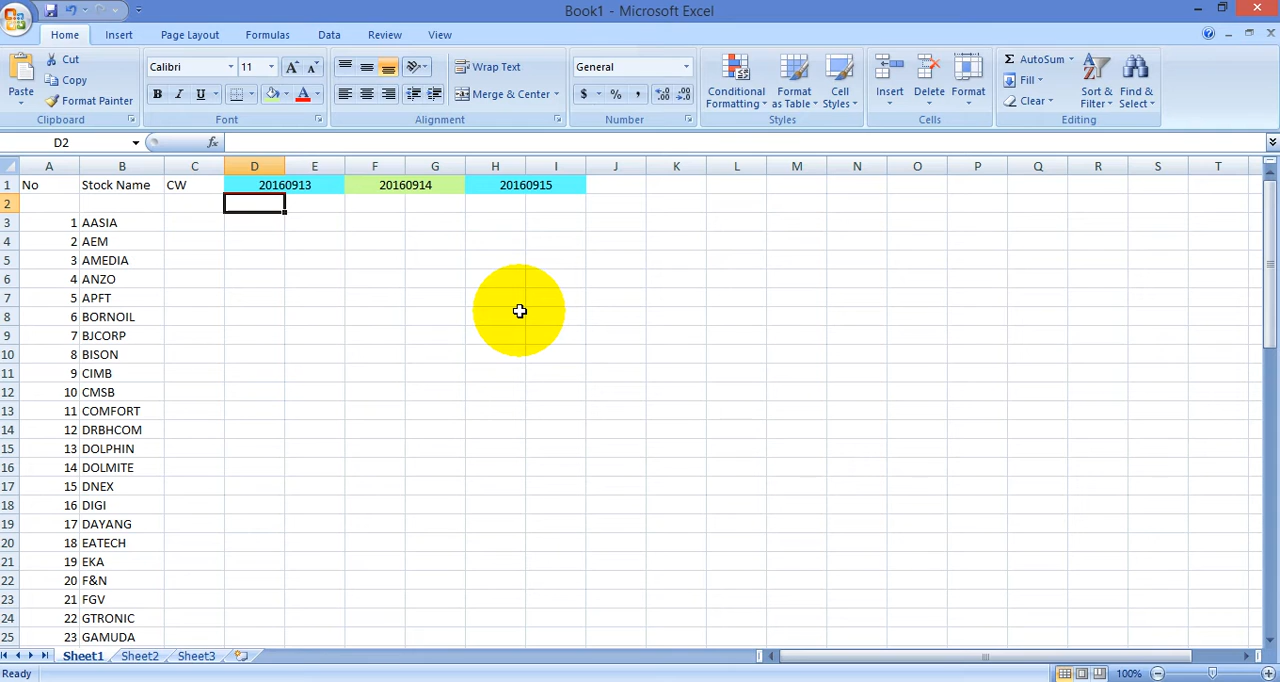 Book1 - Microsoft Excel
Home Insert Page Layout Formulas Data Review View
Paste
Cut
Copy
Format Painter
Clipboard
Calibri 11
B I U
Font
Wrap Text
Merge & Center
Alignment
General
$ % ,
Number
Conditional Formatting
Format as Table
Cell Styles
Styles
Insert Delete Format
Cells
Σ AutoSum
Fill
Clear
Sort & Filter
Find & Select
Editing
D2 fx
A B C D E F G H I J K L M N O P Q R S T
1 No Stock Name CW 20160913 20160914 20160915
2
3 1 AASIA
4 2 AEM
5 3 AMEDIA
6 4 ANZO
7 5 APFT
8 6 BORNOIL
9 7 BJCORP
10 8 BISON
11 9 CIMB
12 10 CMSB
13 11 COMFORT
14 12 DRBHCOM
15 13 DOLPHIN
16 14 DOLMITE
17 15 DNEX
18 16 DIGI
19 17 DAYANG
20 18 EATECH
21 19 EKA
22 20 F&N
23 21 FGV
24 22 GTRONIC
25 23 GAMUDA
Sheet1 Sheet2 Sheet3
Ready 100%